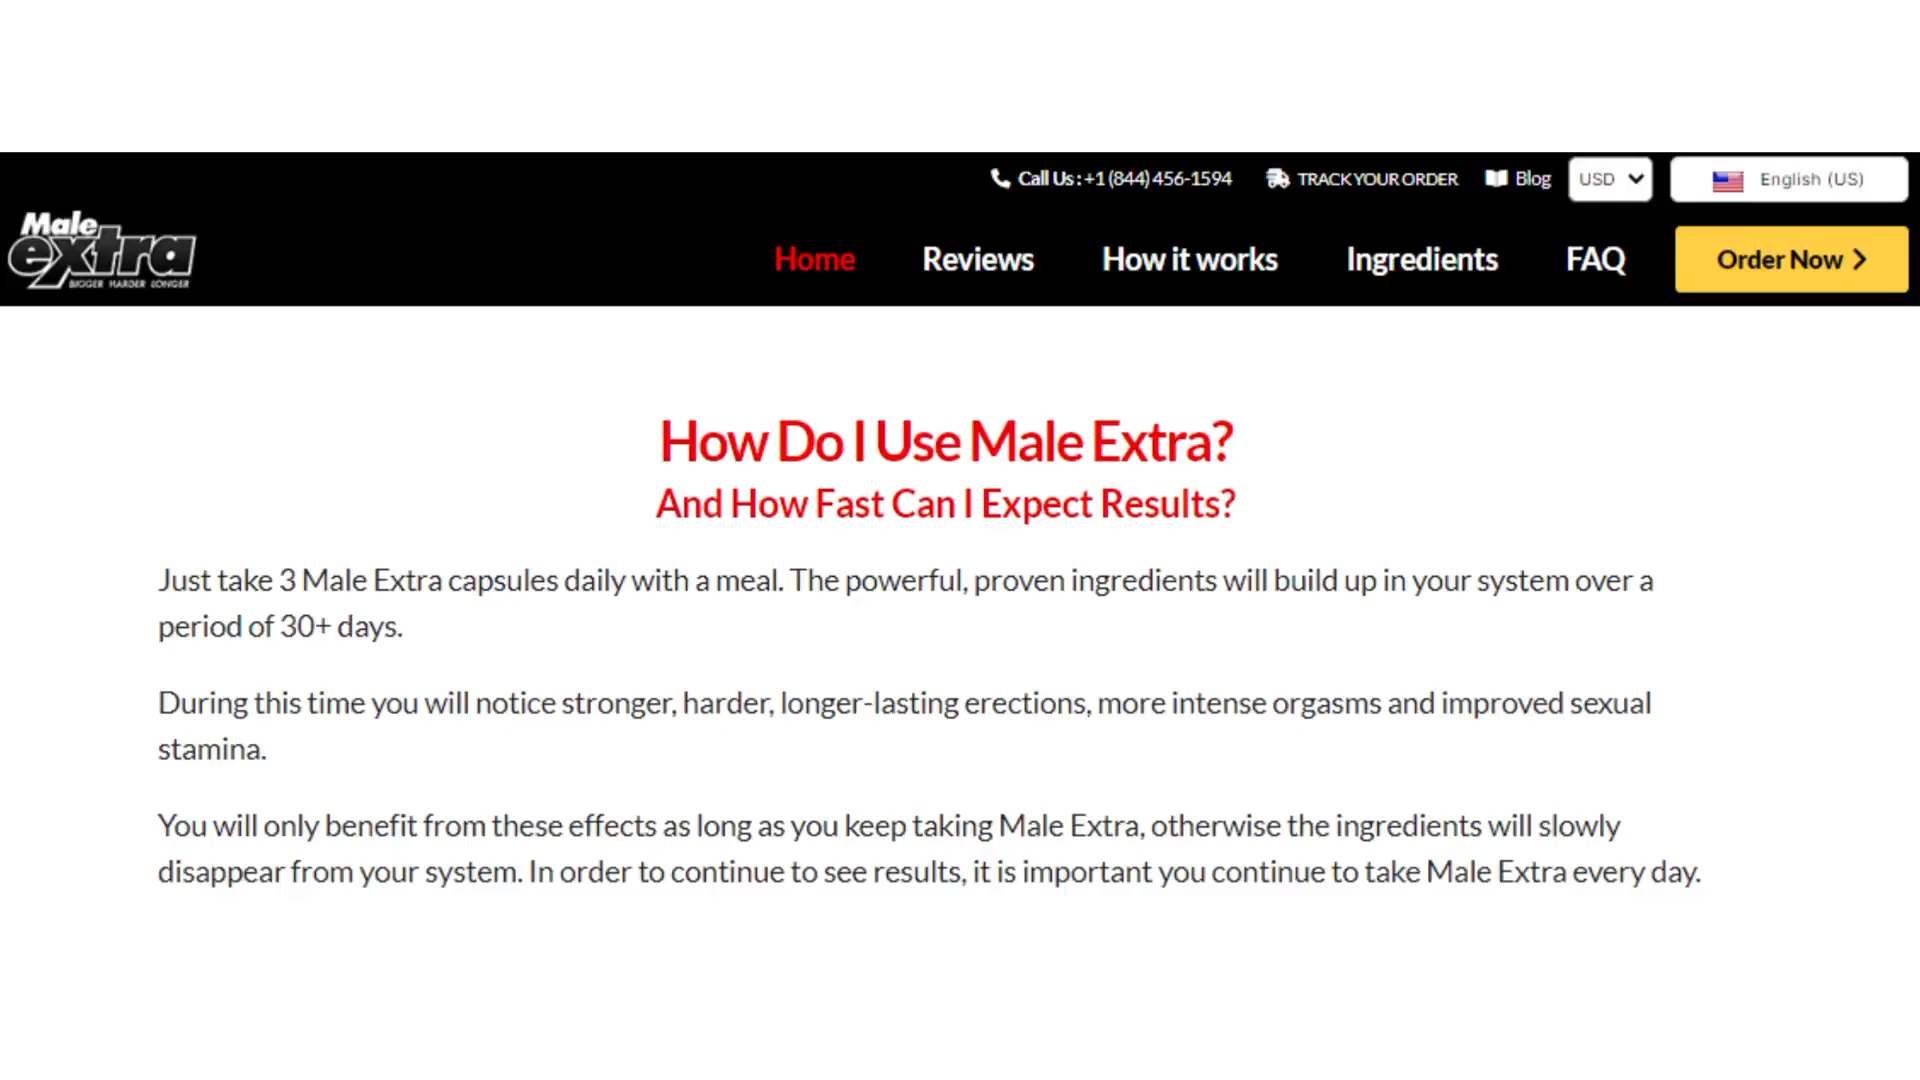 Call Us : +1 (844) 456-1594 TRACK YOUR ORDER Blog USD English (US)
Male
extra
BIGGER HARDER LONGER
Home Reviews How it works Ingredients FAQ Order Now
How Do I Use Male Extra?
And How Fast Can I Expect Results?
Just take 3 Male Extra capsules daily with a meal. The powerful, proven ingredients will build up in your system over a
period of 30+ days.
During this time you will notice stronger, harder, longer-lasting erections, more intense orgasms and improved sexual
stamina.
You will only benefit from these effects as long as you keep taking Male Extra, otherwise the ingredients will slowly
disappear from your system. In order to continue to see results, it is important you continue to take Male Extra every day.